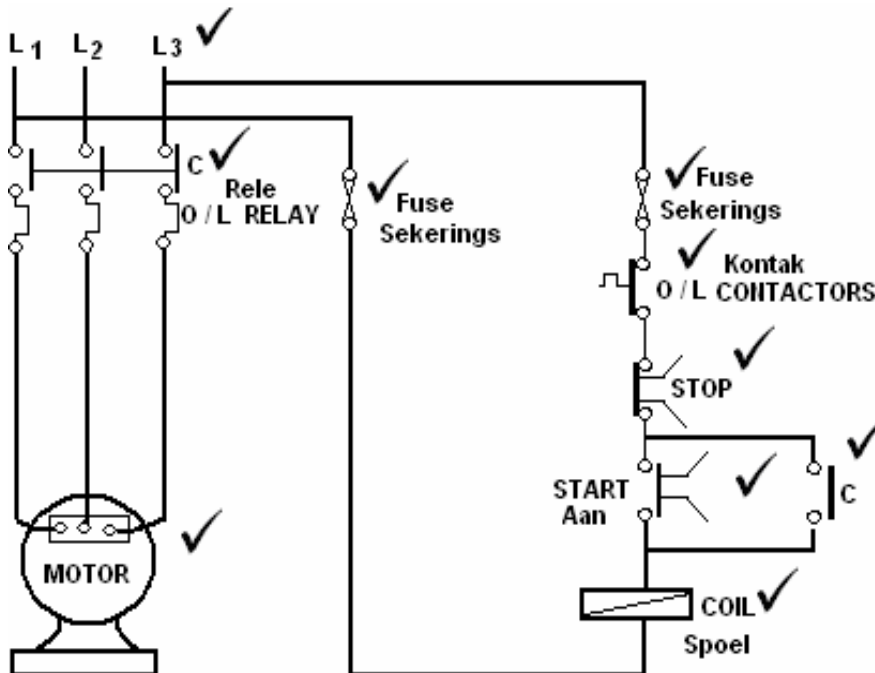 L1 L2 L3
C
Rele
O / L RELAY
Fuse
Sekerings
Fuse
Sekerings
Kontak
O / L CONTACTORS
STOP
START
Aan
C
MOTOR
COIL
Spoel